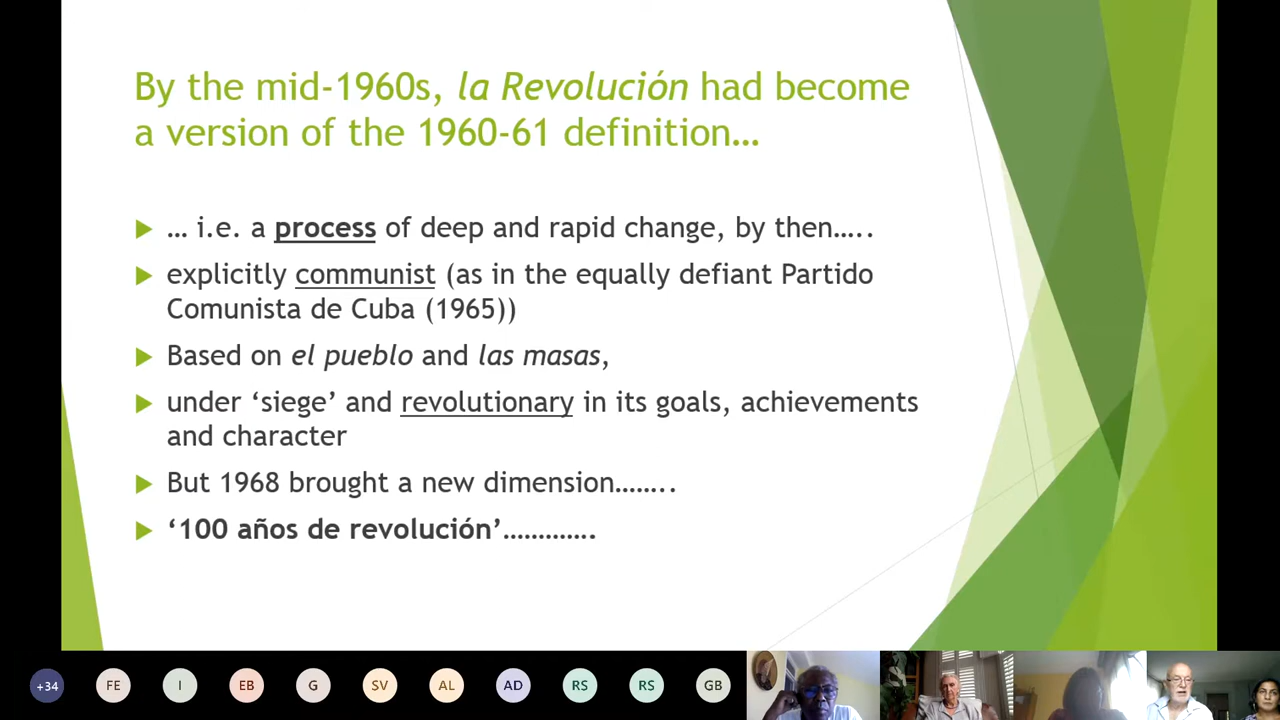 By the mid-1960s, la Revolución had become
a version of the 1960-61 definition…
… i.e. a process of deep and rapid change, by then…..
explicitly communist (as in the equally defiant Partido
Comunista de Cuba (1965))
Based on el pueblo and las masas,
under ‘siege’ and revolutionary in its goals, achievements
and character
But 1968 brought a new dimension……..
‘100 años de revolución’………….
+34 FE I EB G SV AL AD RS RS GB